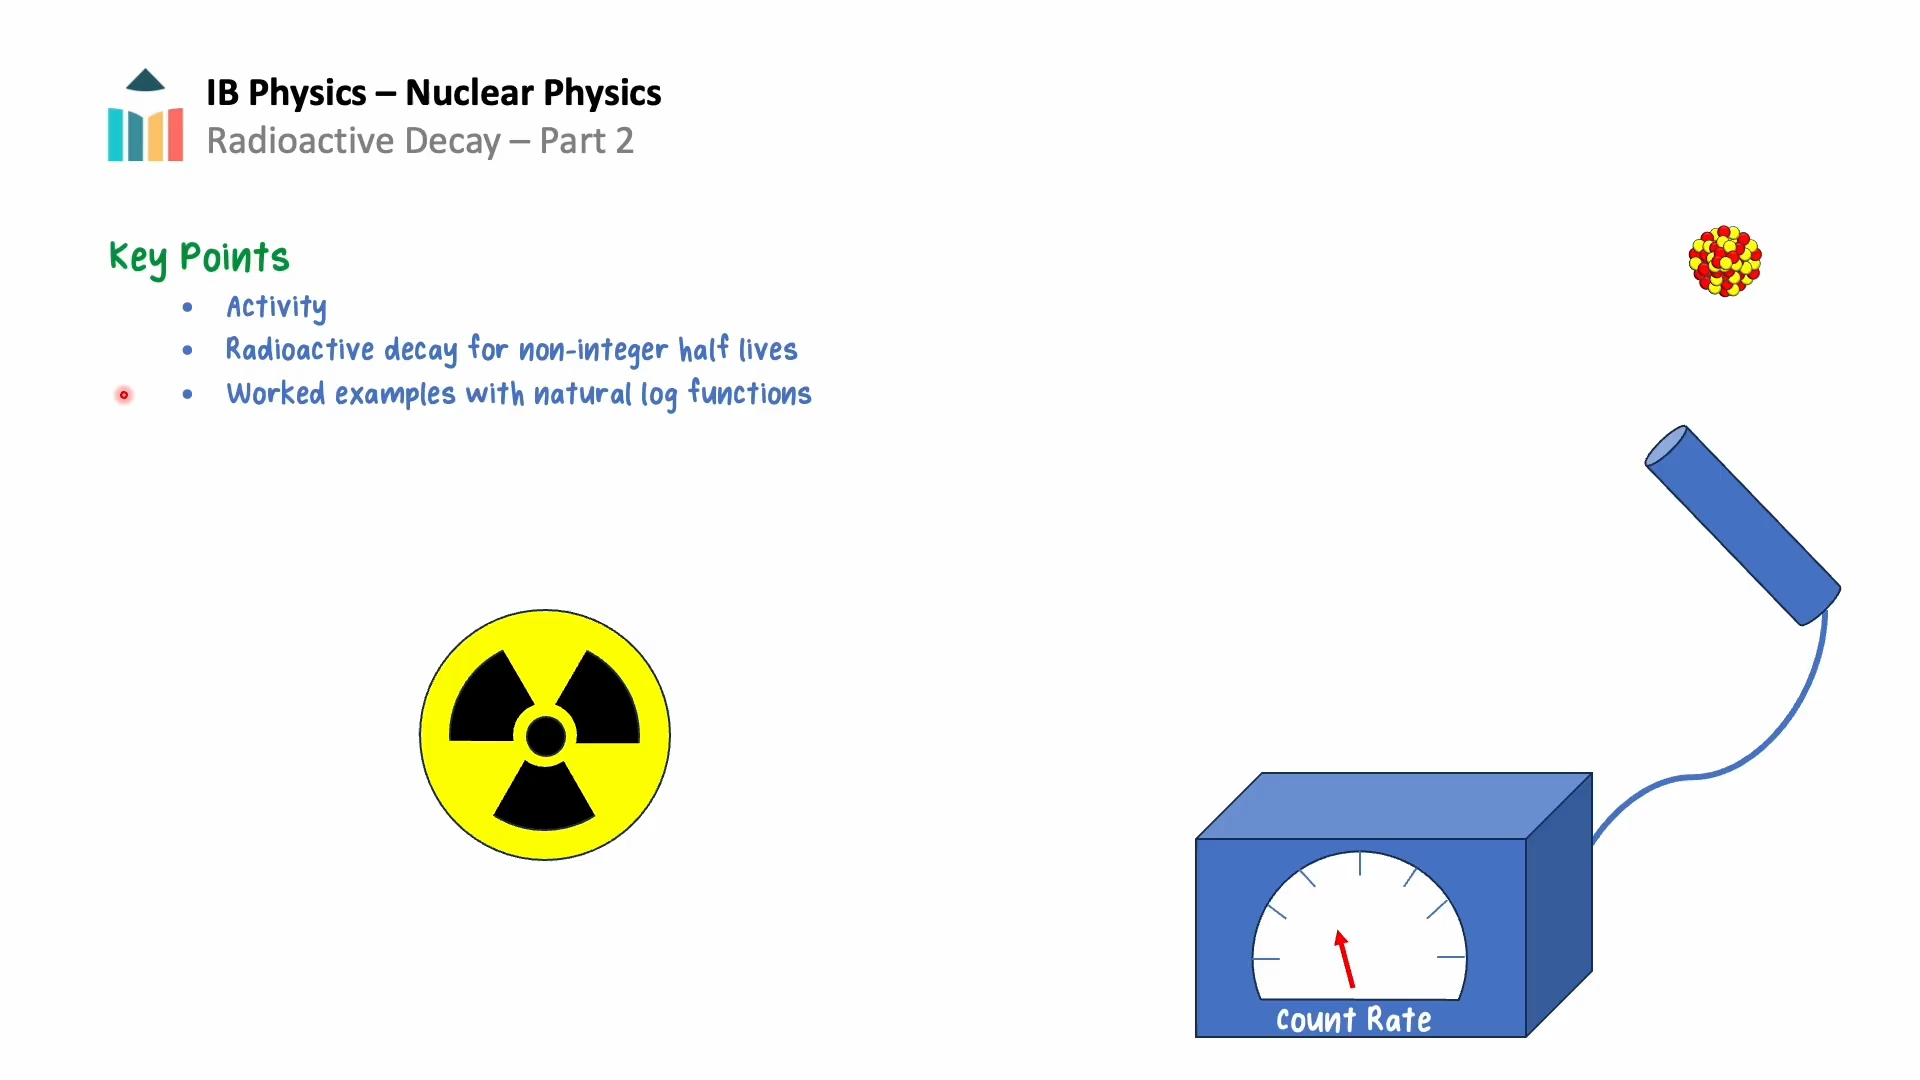 IB Physics – Nuclear Physics
Radioactive Decay – Part 2
Key Points
• Activity
• Radioactive decay for non-integer half lives
• Worked examples with natural log functions
Count Rate